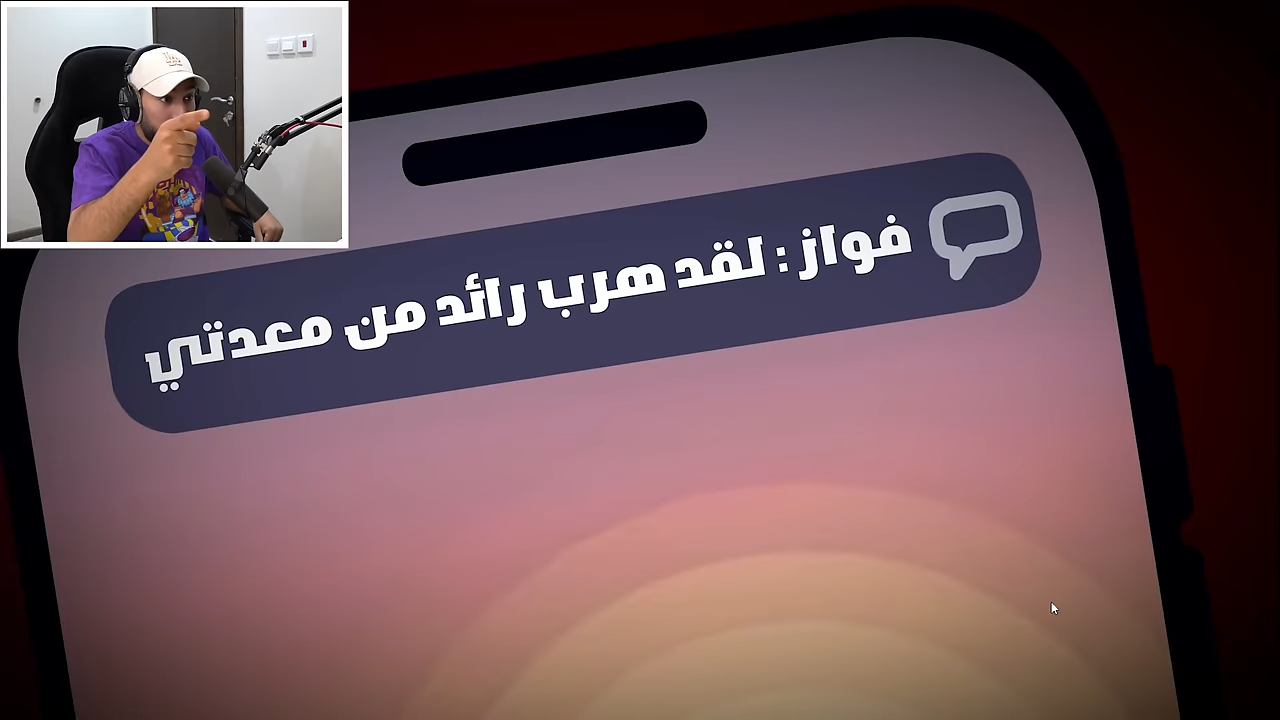 فواز : لقد هرب رائد من معدتي